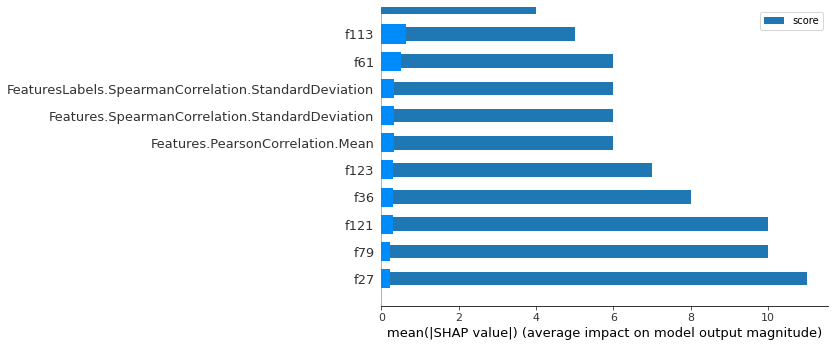 score
f113
f61
FeaturesLabels.SpearmanCorrelation.StandardDeviation
Features.SpearmanCorrelation.StandardDeviation
Features.PearsonCorrelation.Mean
f123
f36
f121
f79
f27
0 2 4 6 8 10
mean(|SHAP value|) (average impact on model output magnitude)